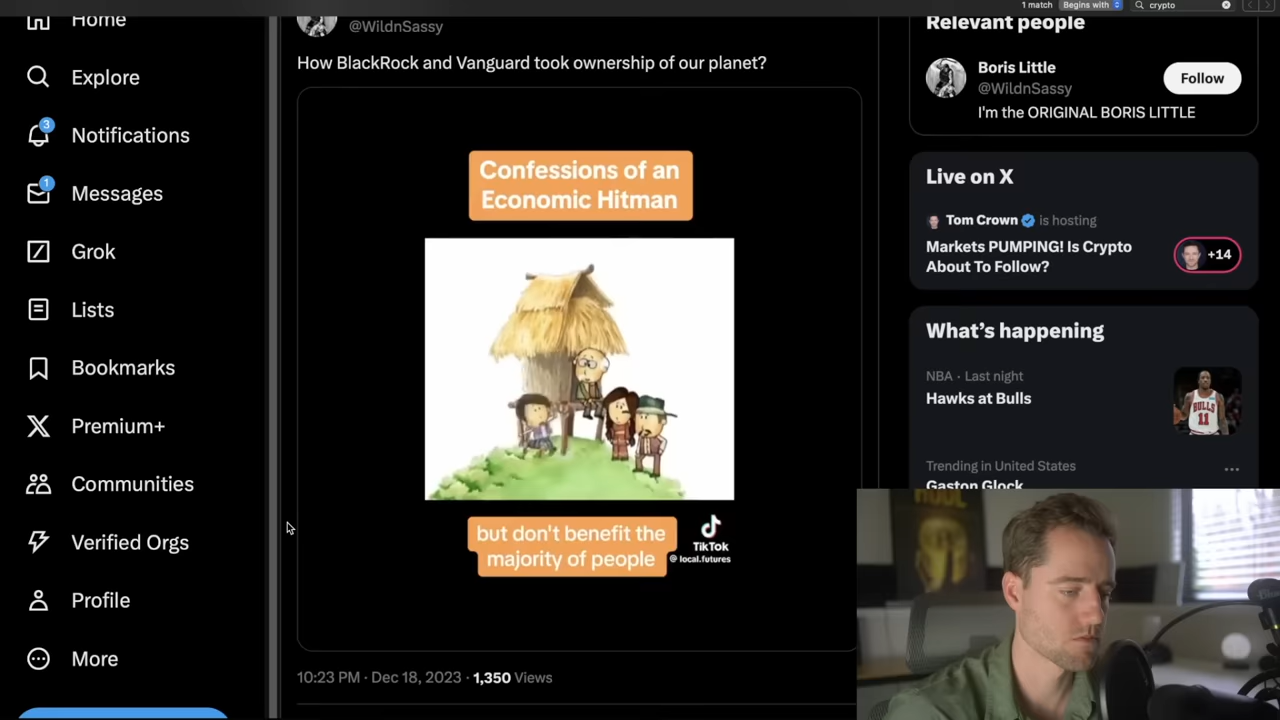 1 match
Begins with
crypto
Home
Explore
3
Notifications
1
Messages
Grok
Lists
Bookmarks
Premium+
Communities
Verified Orgs
Profile
More
@WildnSassy
How BlackRock and Vanguard took ownership of our planet?
Confessions of an
Economic Hitman
but don't benefit the
majority of people
TikTok
@ local.futures
10:23 PM · Dec 18, 2023 · 1,350 Views
Relevant people
Boris Little
@WildnSassy
Follow
I'm the ORIGINAL BORIS LITTLE
Live on X
Tom Crown is hosting
Markets PUMPING! Is Crypto
About To Follow?
+14
What's happening
NBA · Last night
Hawks at Bulls
BULLS
11
Trending in United States
Gaston Glock